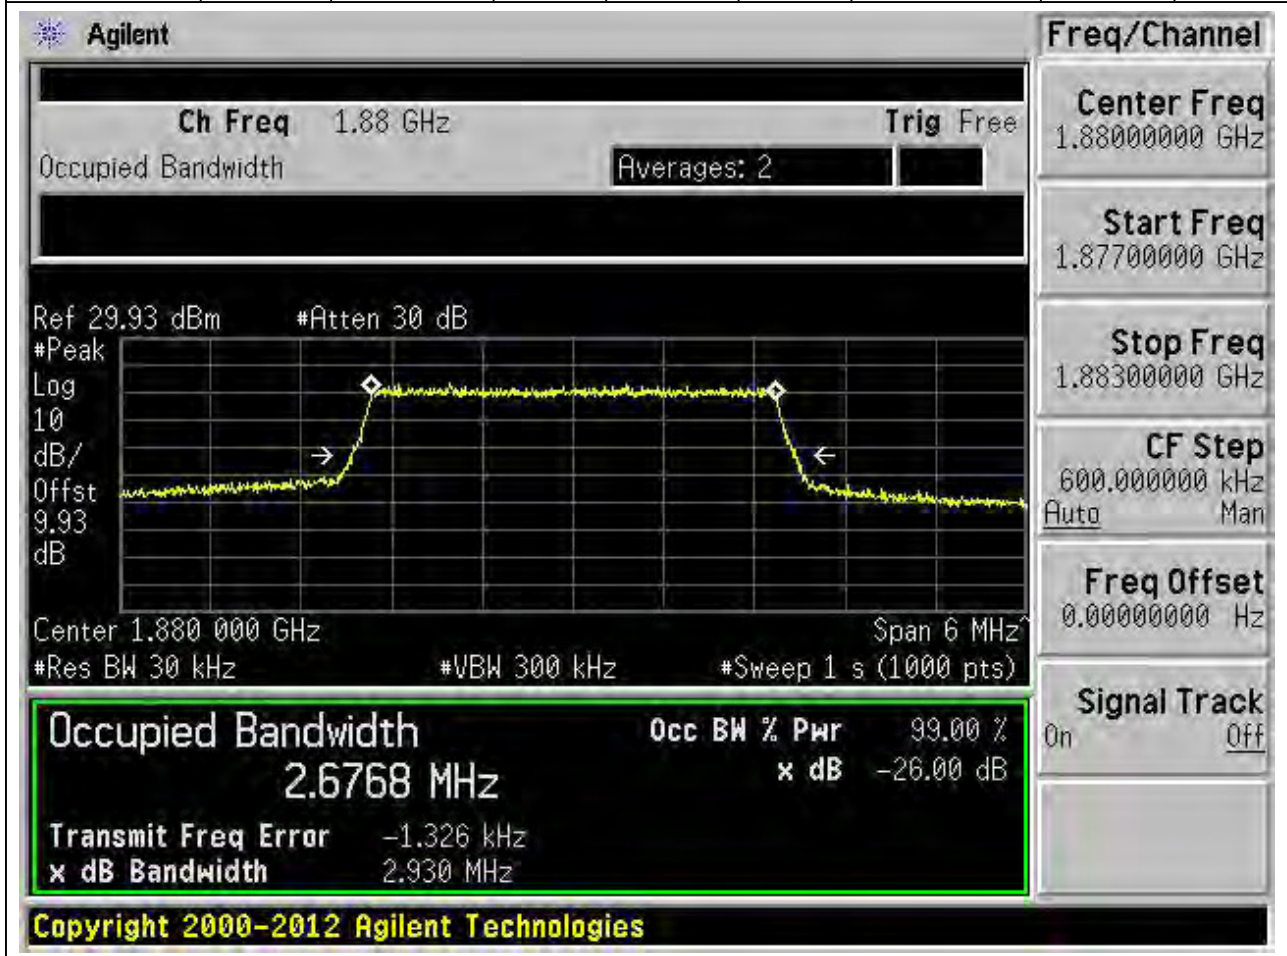 Agilent
Freq/Channel
Ch Freq 1.88 GHz Trig Free
Occupied Bandwidth Averages: 2
Center Freq
1.88000000 GHz
Start Freq
1.87700000 GHz
Stop Freq
1.88300000 GHz
CF Step
600.000000 kHz
Auto Man
Freq Offset
0.00000000 Hz
Signal Track
On Off
Ref 29.93 dBm #Atten 30 dB
#Peak
Log
10
dB/
Offst
9.93
dB
Center 1.880 000 GHz Span 6 MHz^
#Res BW 30 kHz #VBW 300 kHz #Sweep 1 s (1000 pts)
Occupied Bandwidth Occ BW % Pwr 99.00 %
2.6768 MHz x dB -26.00 dB
Transmit Freq Error -1.326 kHz
x dB Bandwidth 2.930 MHz
Copyright 2000-2012 Agilent Technologies